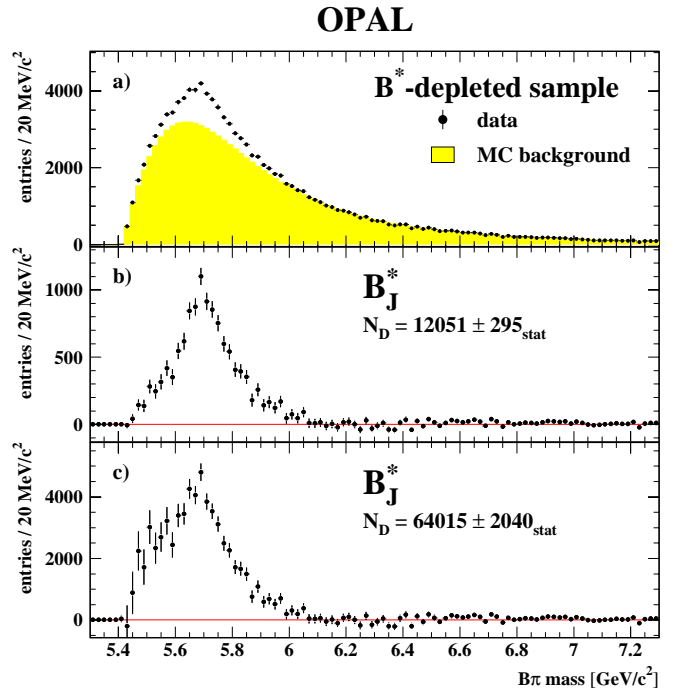 OPAL
a)
B*-depleted sample
data
MC background
entries / 20 MeV/c²
4000
2000
0
b)
B*J
ND = 12051 ± 295stat
entries / 20 MeV/c²
1000
500
0
c)
B*J
ND = 64015 ± 2040stat
entries / 20 MeV/c²
4000
2000
0
5.4 5.6 5.8 6 6.2 6.4 6.6 6.8 7 7.2
Bπ mass [GeV/c²]